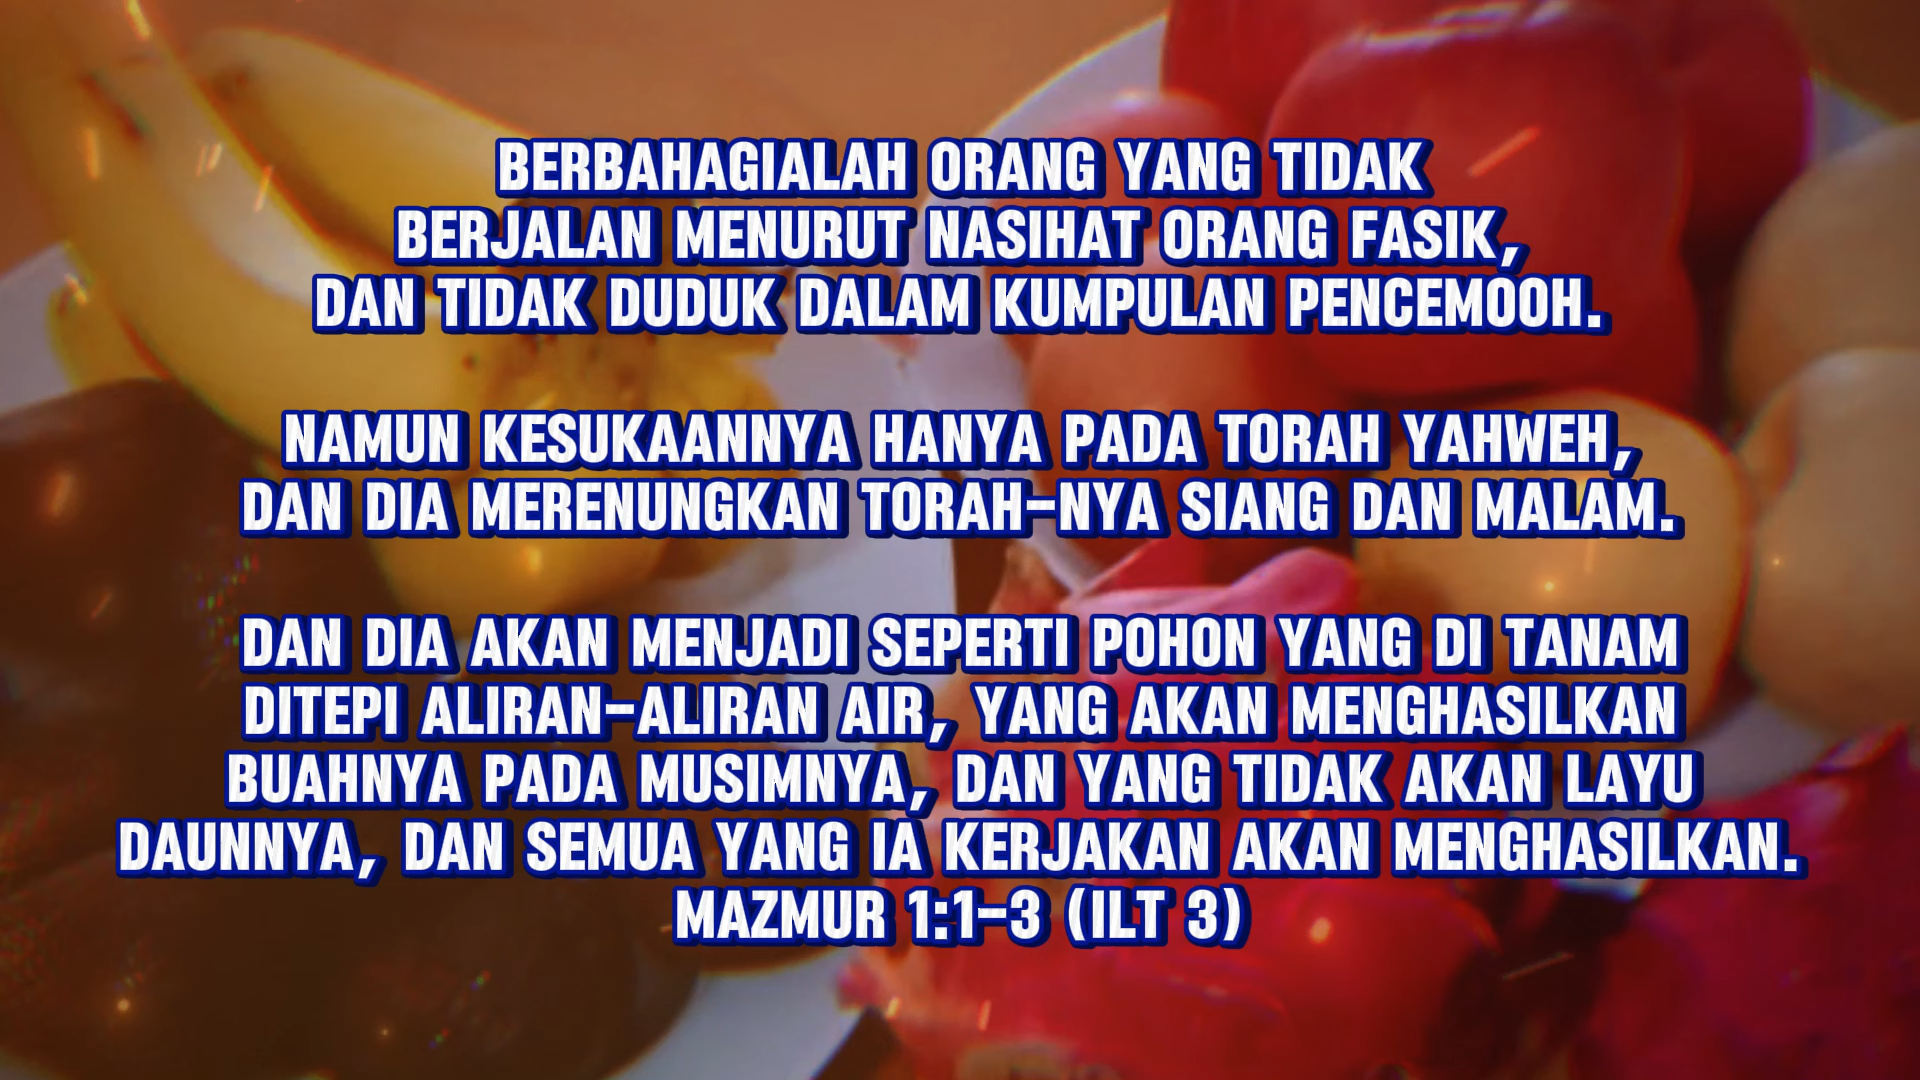 BERBAHAGIALAH ORANG YANG TIDAK
BERJALAN MENURUT NASIHAT ORANG FASIK,
DAN TIDAK DUDUK DALAM KUMPULAN PENCEMOOH.
NAMUN KESUKAANNYA HANYA PADA TORAH YAHWEH,
DAN DIA MERENUNGKAN TORAH-NYA SIANG DAN MALAM.
DAN DIA AKAN MENJADI SEPERTI POHON YANG DI TANAM
DITEPI ALIRAN-ALIRAN AIR, YANG AKAN MENGHASILKAN
BUAHNYA PADA MUSIMNYA, DAN YANG TIDAK AKAN LAYU
DAUNNYA, DAN SEMUA YANG IA KERJAKAN AKAN MENGHASILKAN.
MAZMUR 1:1-3 (ILT 3)